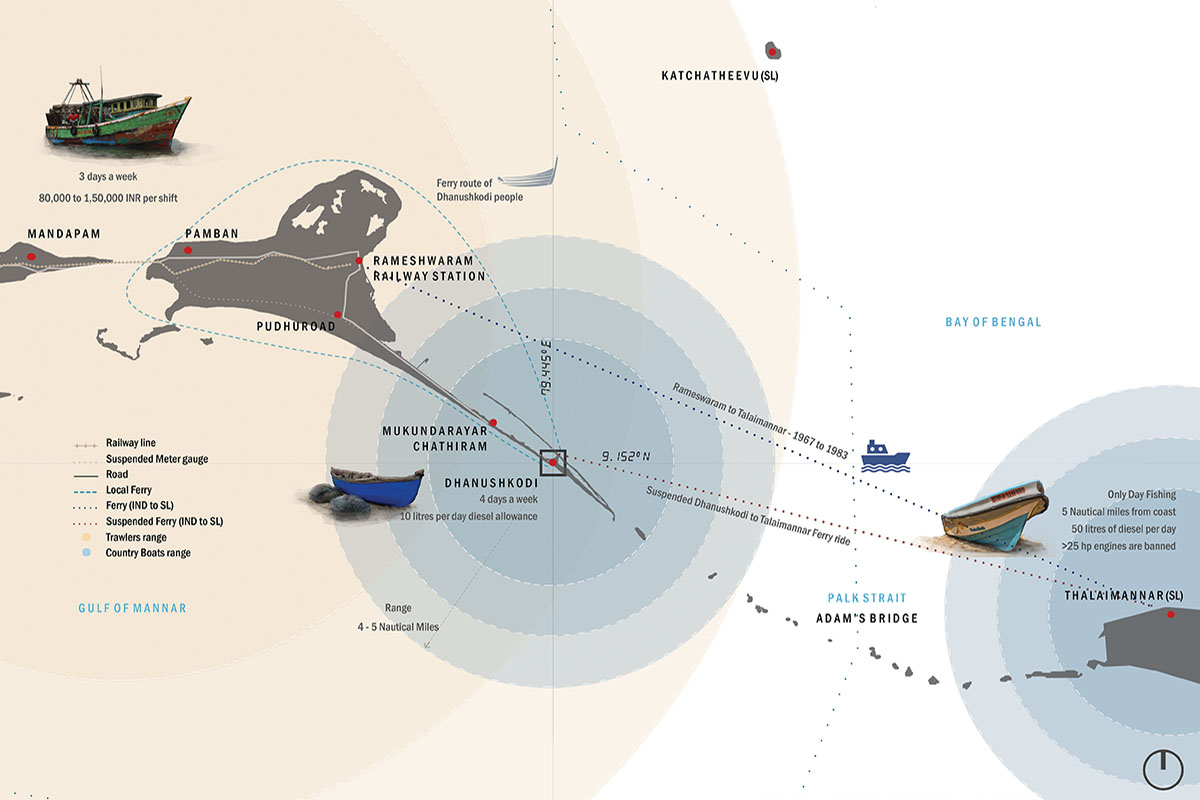 KATCHATHEEVU(SL)
3 days a week
80,000 to 1,50,000 INR per shift
Ferry route of
Dhanushkodi people
MANDAPAM
PAMBAN
RAMESHWARAM
RAILWAY STATION
PUDHUROAD
BAY OF BENGAL
79.445° E
Rameswaram to Talaimannar - 1967 to 1983
MUKUNDARAYAR
CHATHIRAM
9.152° N
DHANUSHKODI
4 days a week
10 litres per day diesel allowance
Suspended Dhanushkodi to Talaimannar Ferry ride
Railway line
Suspended Meter gauge
Road
Local Ferry
Ferry (IND to SL)
Suspended Ferry (IND to SL)
Trawlers range
Country Boats range
Only Day Fishing
5 Nautical miles from coast
50 litres of diesel per day
>25 hp engines are banned
GULF OF MANNAR
Range
4 - 5 Nautical Miles
PALK STRAIT
ADAM"S BRIDGE
THALAIMANNAR(SL)